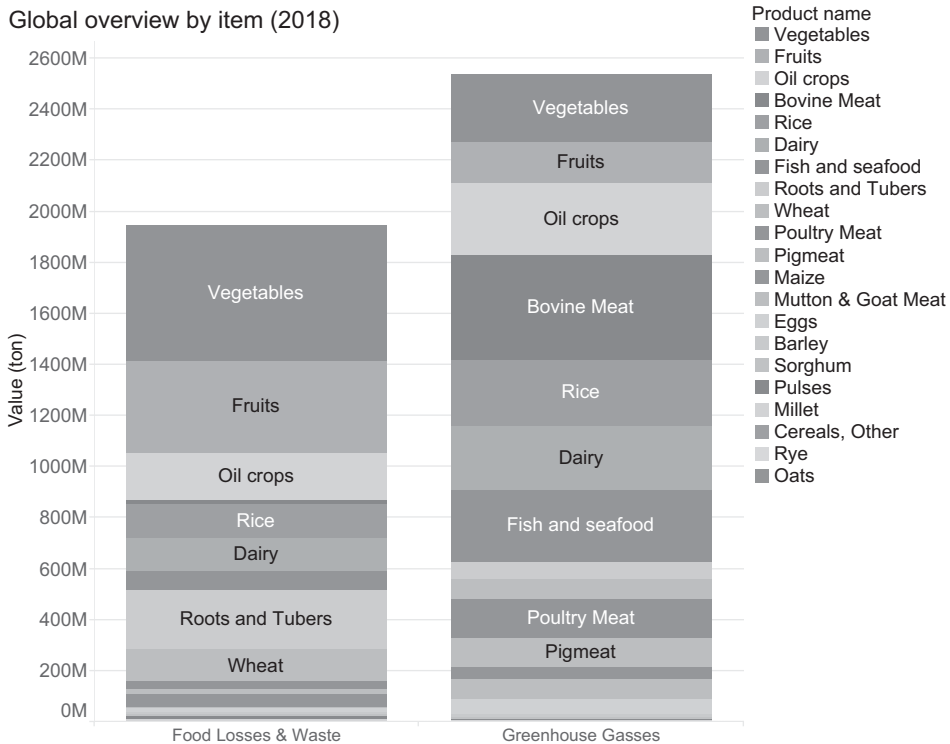 Global overview by item (2018)
Value (ton)
2600M
2400M
2200M
2000M
1800M
1600M
1400M
1200M
1000M
800M
600M
400M
200M
0M
Vegetables
Fruits
Oil crops
Rice
Dairy
Roots and Tubers
Wheat
Food Losses & Waste
Vegetables
Fruits
Oil crops
Bovine Meat
Rice
Dairy
Fish and seafood
Poultry Meat
Pigmeat
Greenhouse Gasses
Product name
Vegetables
Fruits
Oil crops
Bovine Meat
Rice
Dairy
Fish and seafood
Roots and Tubers
Wheat
Poultry Meat
Pigmeat
Maize
Mutton & Goat Meat
Eggs
Barley
Sorghum
Pulses
Millet
Cereals, Other
Rye
Oats